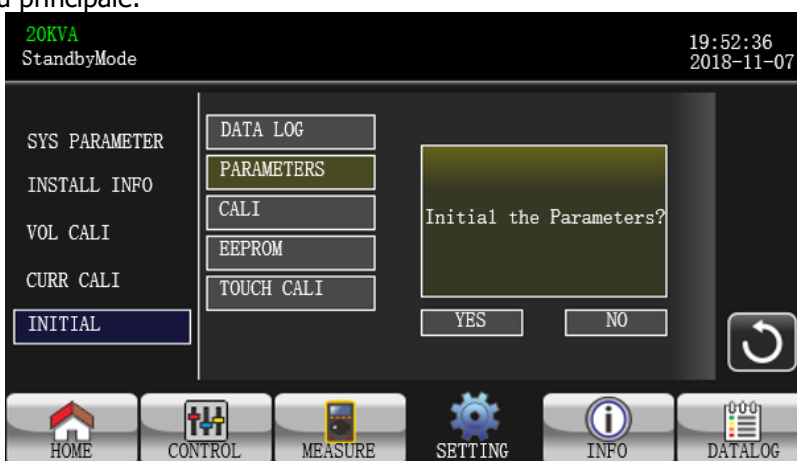 principale.
20KVA
StandbyMode
19:52:36
2018-11-07
SYS PARAMETER
INSTALL INFO
VOL CALI
CURR CALI
INITIAL
DATA LOG
PARAMETERS
CALI
EEPROM
TOUCH CALI
Initial the Parameters?
YES
NO
HOME
CONTROL
MEASURE
SETTING
INFO
DATALOG